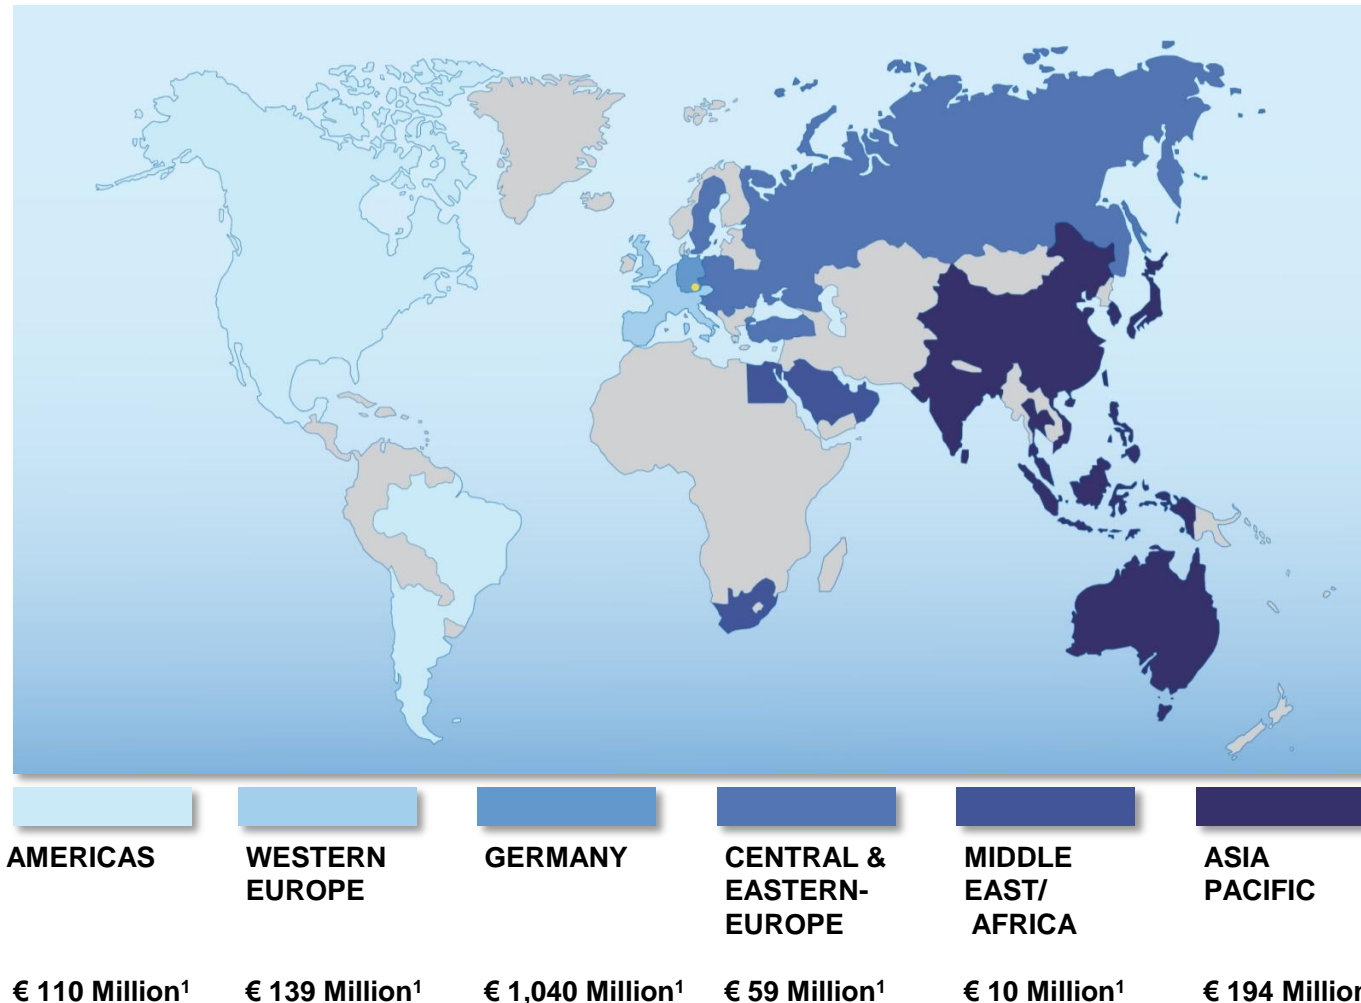 AMERICAS
WESTERN
EUROPE
GERMANY
CENTRAL &
EASTERN-
EUROPE
MIDDLE
EAST/
AFRICA
ASIA
PACIFIC
€ 110 Million¹
€ 139 Million¹
€ 1,040 Million¹
€ 59 Million¹
€ 10 Million¹
€ 194 Million